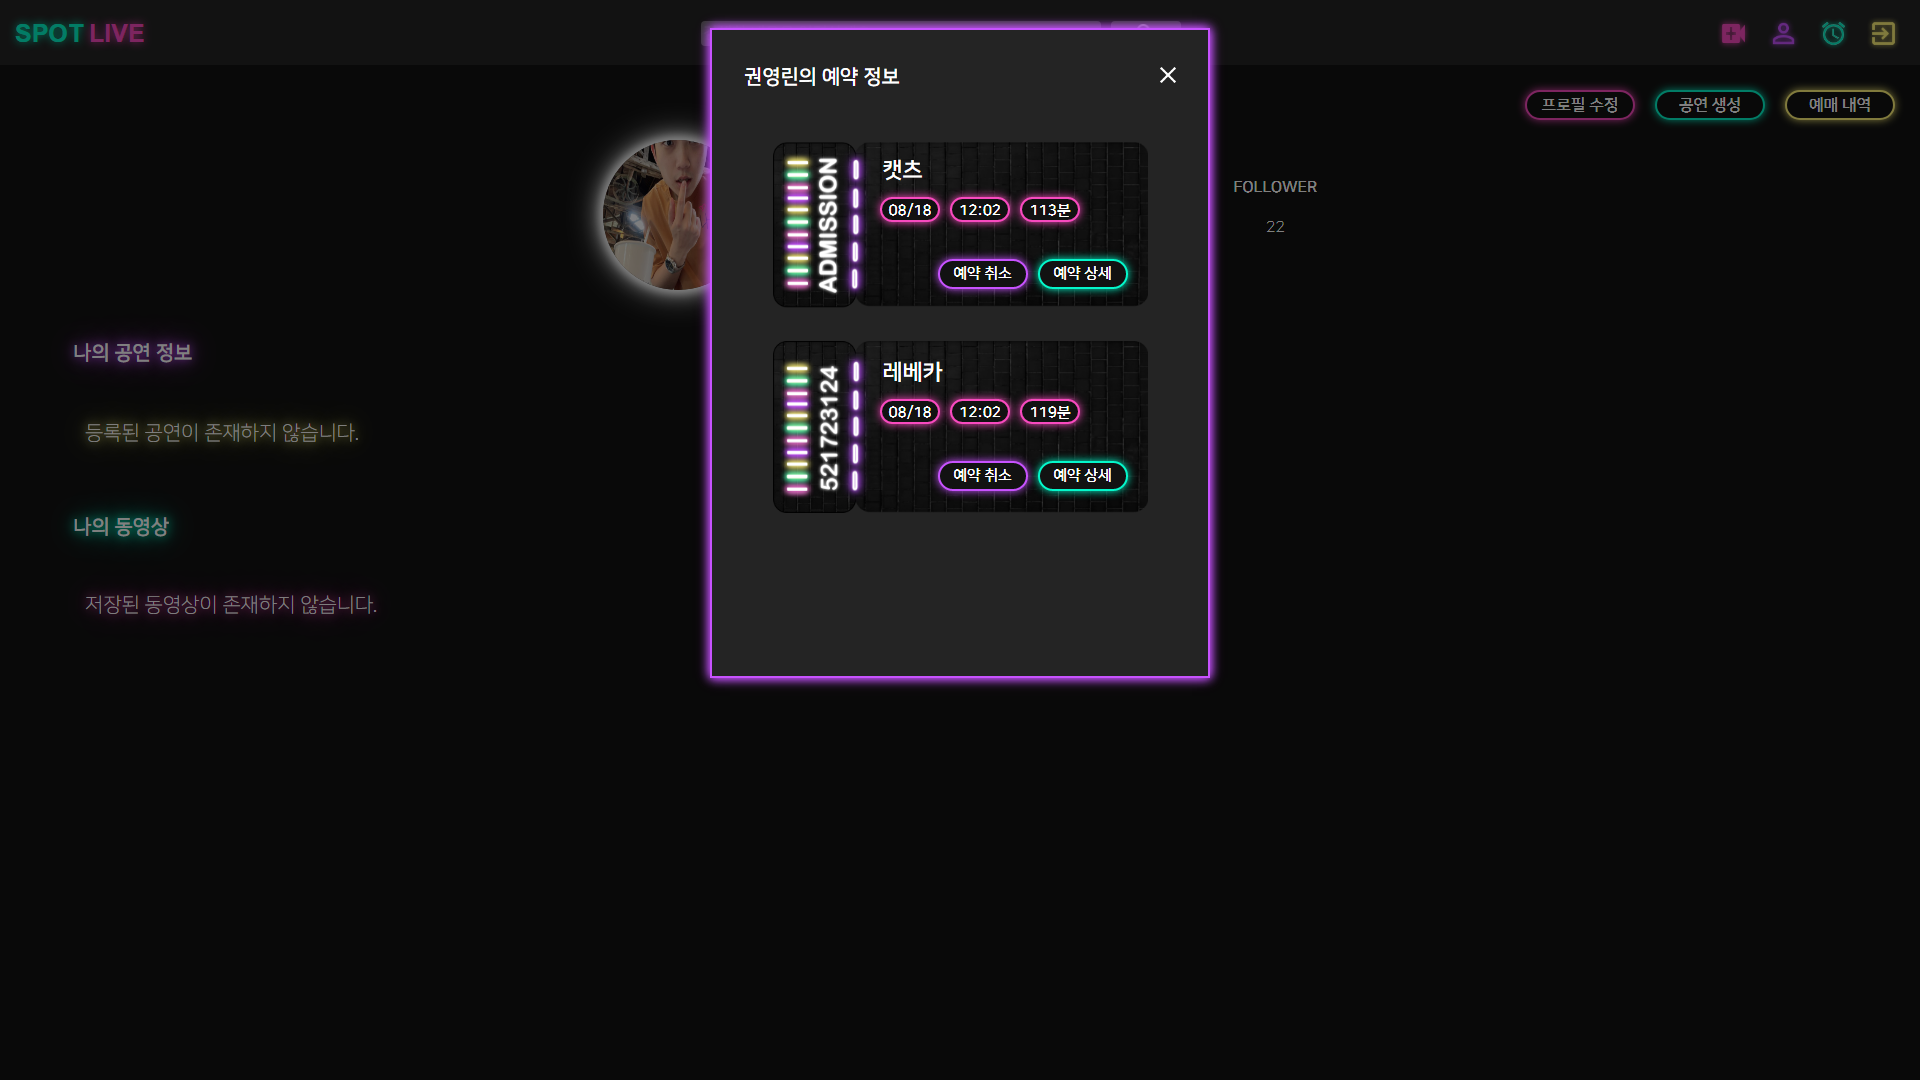 SPOT LIVE
프로필 수정
공연 생성
예매 내역
FOLLOWER
22
나의 공연 정보
등록된 공연이 존재하지 않습니다.
나의 동영상
저장된 동영상이 존재하지 않습니다.
권영린의 예약 정보
ADMISSION
캣츠
08/18 12:02 113분
예약 취소 예약 상세
521723124
레베카
08/18 12:02 119분
예약 취소 예약 상세